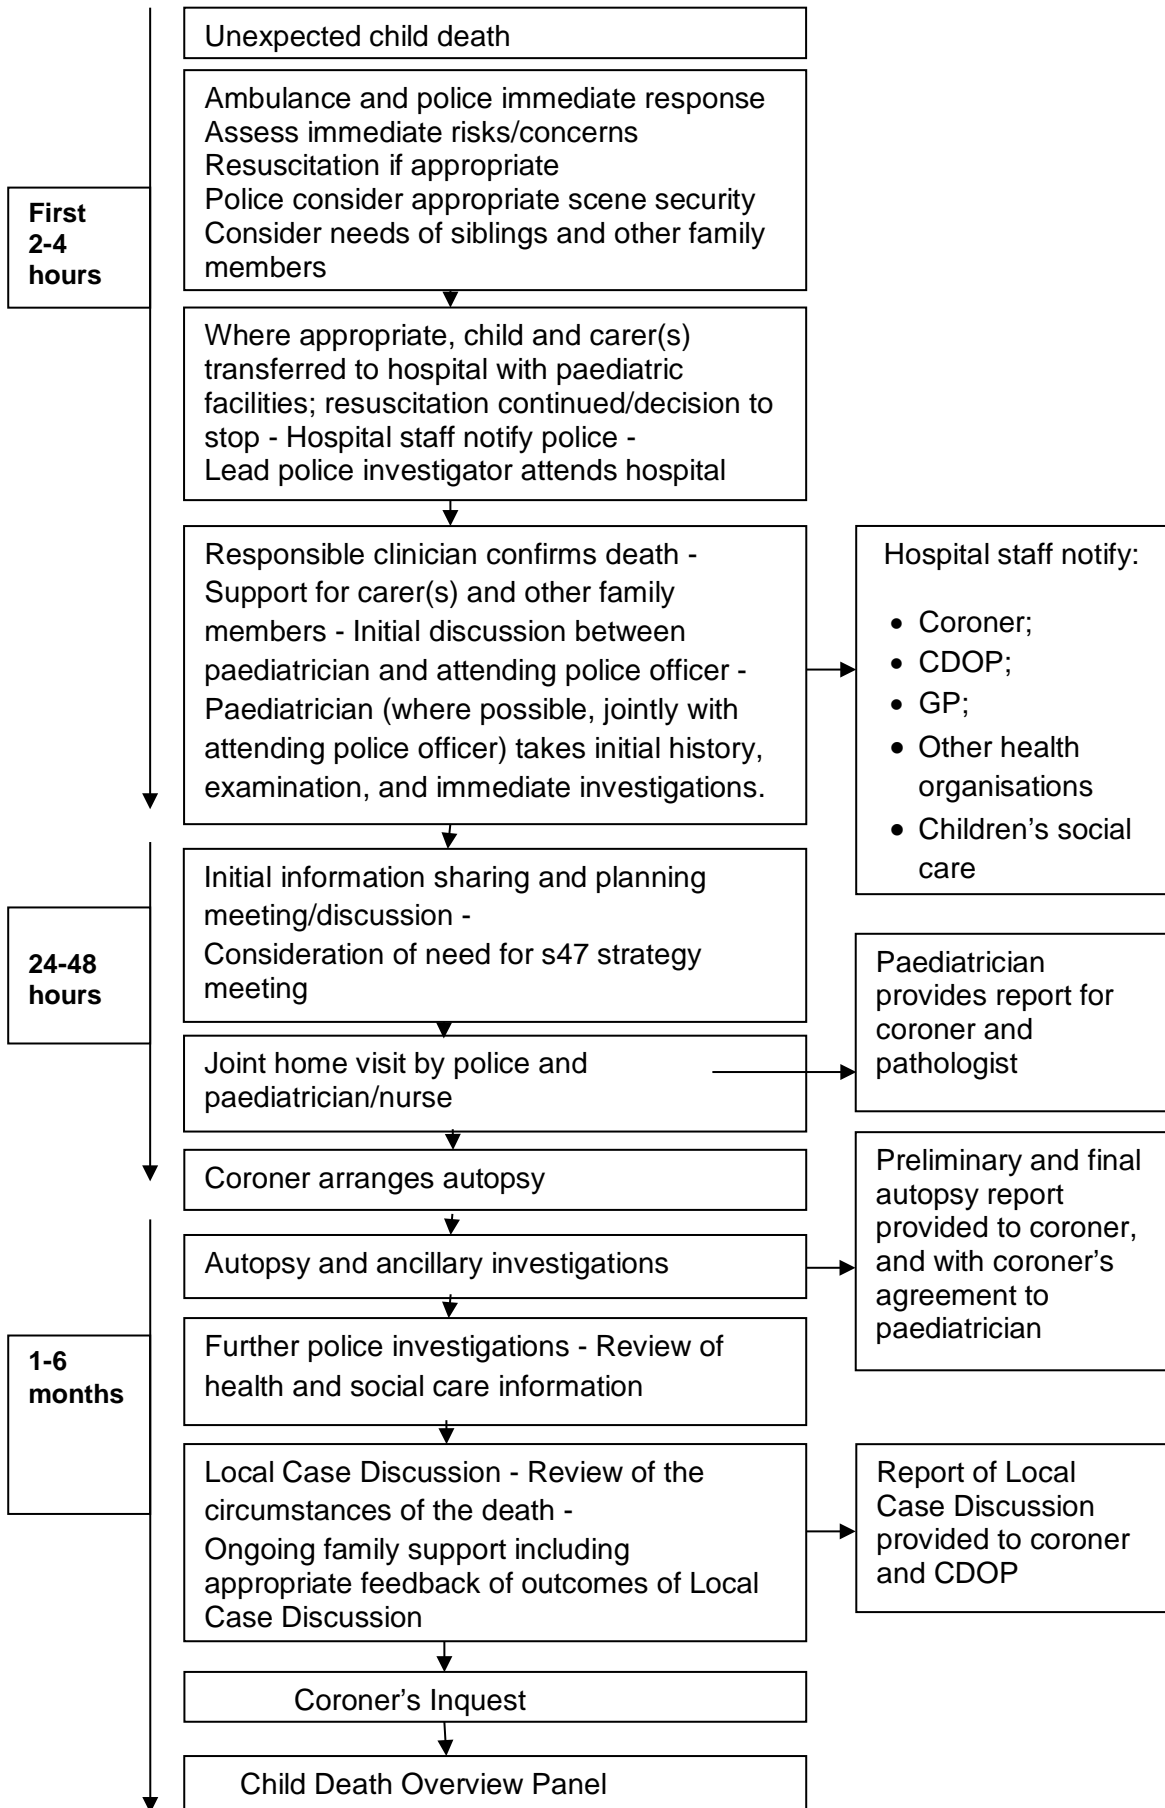 Unexpected child death
Ambulance and police immediate response
Assess immediate risks/concerns
Resuscitation if appropriate
Police consider appropriate scene security
Consider needs of siblings and other family
members
First
2-4
hours
Where appropriate, child and carer(s)
transferred to hospital with paediatric
facilities; resuscitation continued/decision to
stop - Hospital staff notify police -
Lead police investigator attends hospital
Responsible clinician confirms death -
Support for carer(s) and other family
members - Initial discussion between
paediatrician and attending police officer -
Paediatrician (where possible, jointly with
attending police officer) takes initial history,
examination, and immediate investigations.
Hospital staff notify:
• Coroner;
• CDOP;
• GP;
• Other health
organisations
• Children’s social
care
24-48
hours
Initial information sharing and planning
meeting/discussion -
Consideration of need for s47 strategy
meeting
Joint home visit by police and
paediatrician/nurse
Paediatrician
provides report for
coroner and
pathologist
Coroner arranges autopsy
Autopsy and ancillary investigations
Preliminary and final
autopsy report
provided to coroner,
and with coroner’s
agreement to
paediatrician
1-6
months
Further police investigations - Review of
health and social care information
Local Case Discussion - Review of the
circumstances of the death -
Ongoing family support including
appropriate feedback of outcomes of Local
Case Discussion
Report of Local
Case Discussion
provided to coroner
and CDOP
Coroner’s Inquest
Child Death Overview Panel